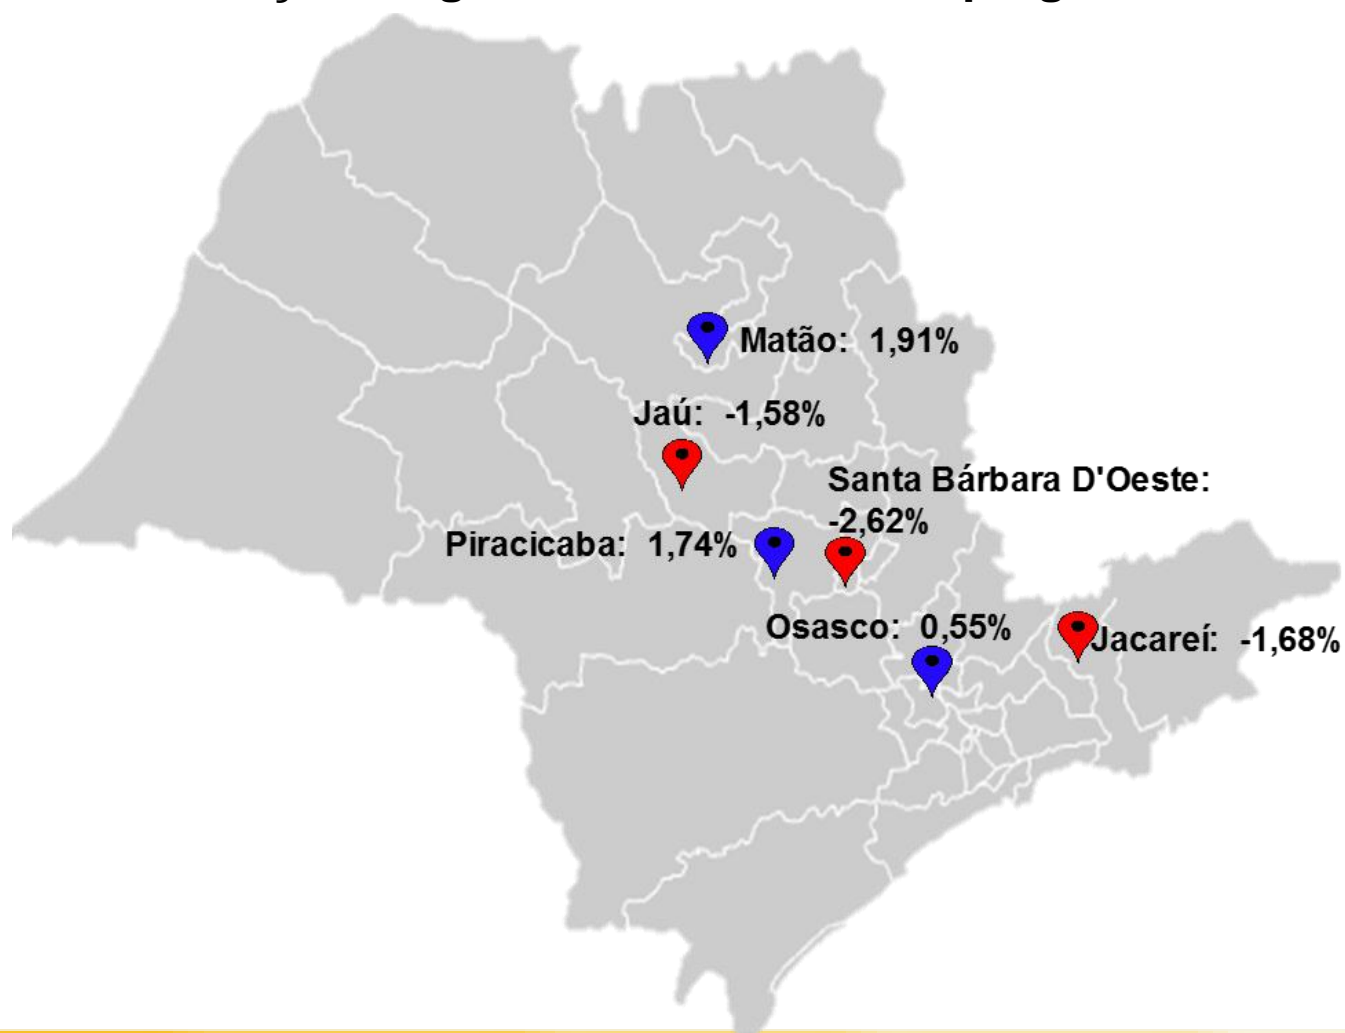 Matão: 1,91%
Jaú: -1,58%
Santa Bárbara D'Oeste:
-2,62%
Piracicaba: 1,74%
Osasco: 0,55%
Jacareí: -1,68%